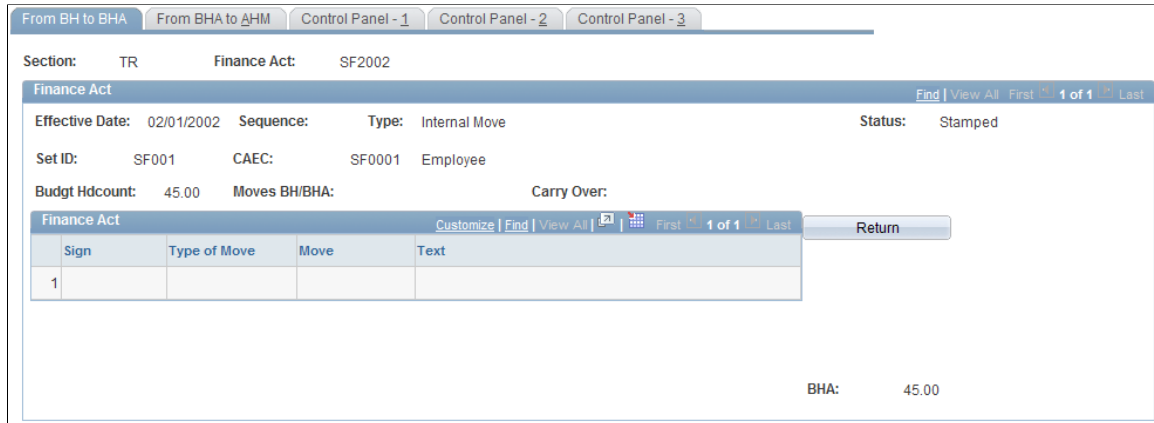 From BH to BHA From BHA to AHM Control Panel - 1 Control Panel - 2 Control Panel - 3
Section: TR Finance Act: SF2002
Finance Act Find | View All First 1 of 1 Last
Effective Date: 02/01/2002 Sequence: Type: Internal Move Status: Stamped
Set ID: SF001 CAEC: SF0001 Employee
Budgt Hdcount: 45.00 Moves BH/BHA: Carry Over:
Finance Act Customize | Find | View All | | First 1 of 1 Last
Return
Sign Type of Move Move Text
1
BHA: 45.00